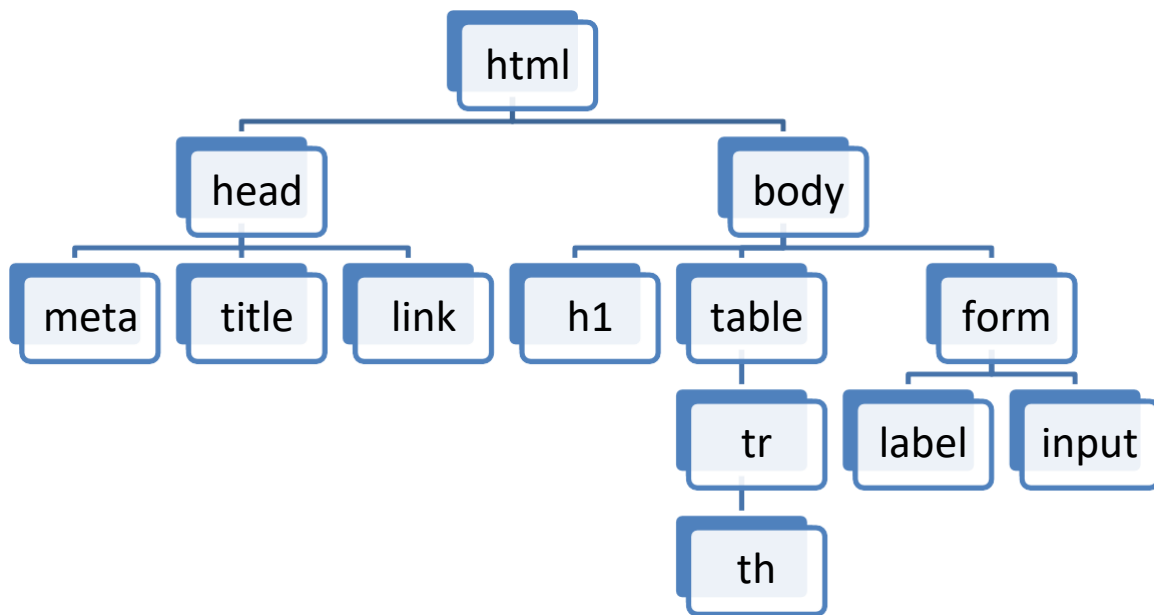 html
head
body
meta
title
link
h1
table
form
tr
label
input
th